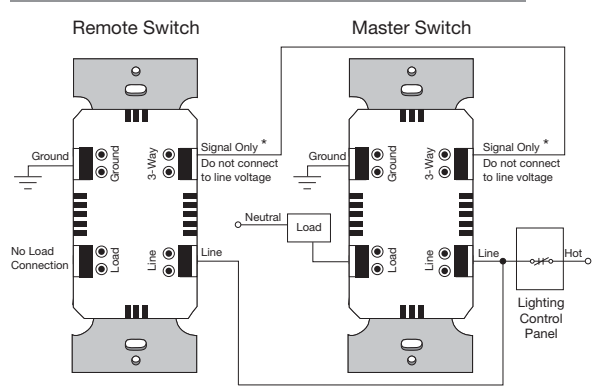 Remote Switch
Master Switch
Signal Only *
Do not connect
to line voltage
Ground
Ground
3-Way
Signal Only *
Do not connect
to line voltage
Ground
Ground
3-Way
Neutral
Load
No Load
Connection
Load
Line
Line
Load
Line
Line
Hot
Lighting
Control
Panel